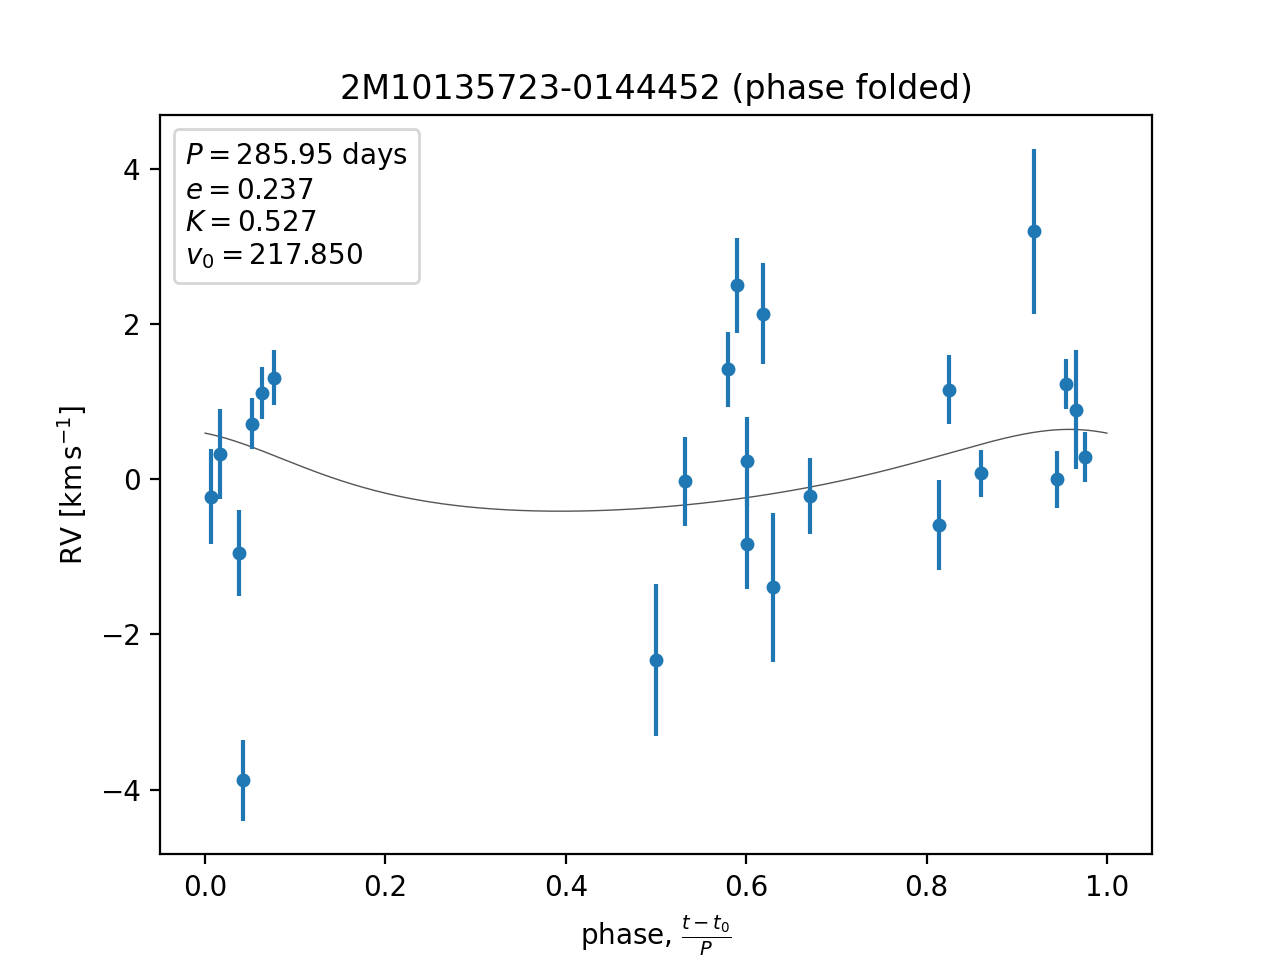 2M10135723-0144452 (phase folded)
P = 285.95 days
e = 0.237
K = 0.527
v₀ = 217.850
4
2
0
−2
−4
RV [km s⁻¹]
0.0 0.2 0.4 0.6 0.8 1.0
phase, (t − t₀)/P